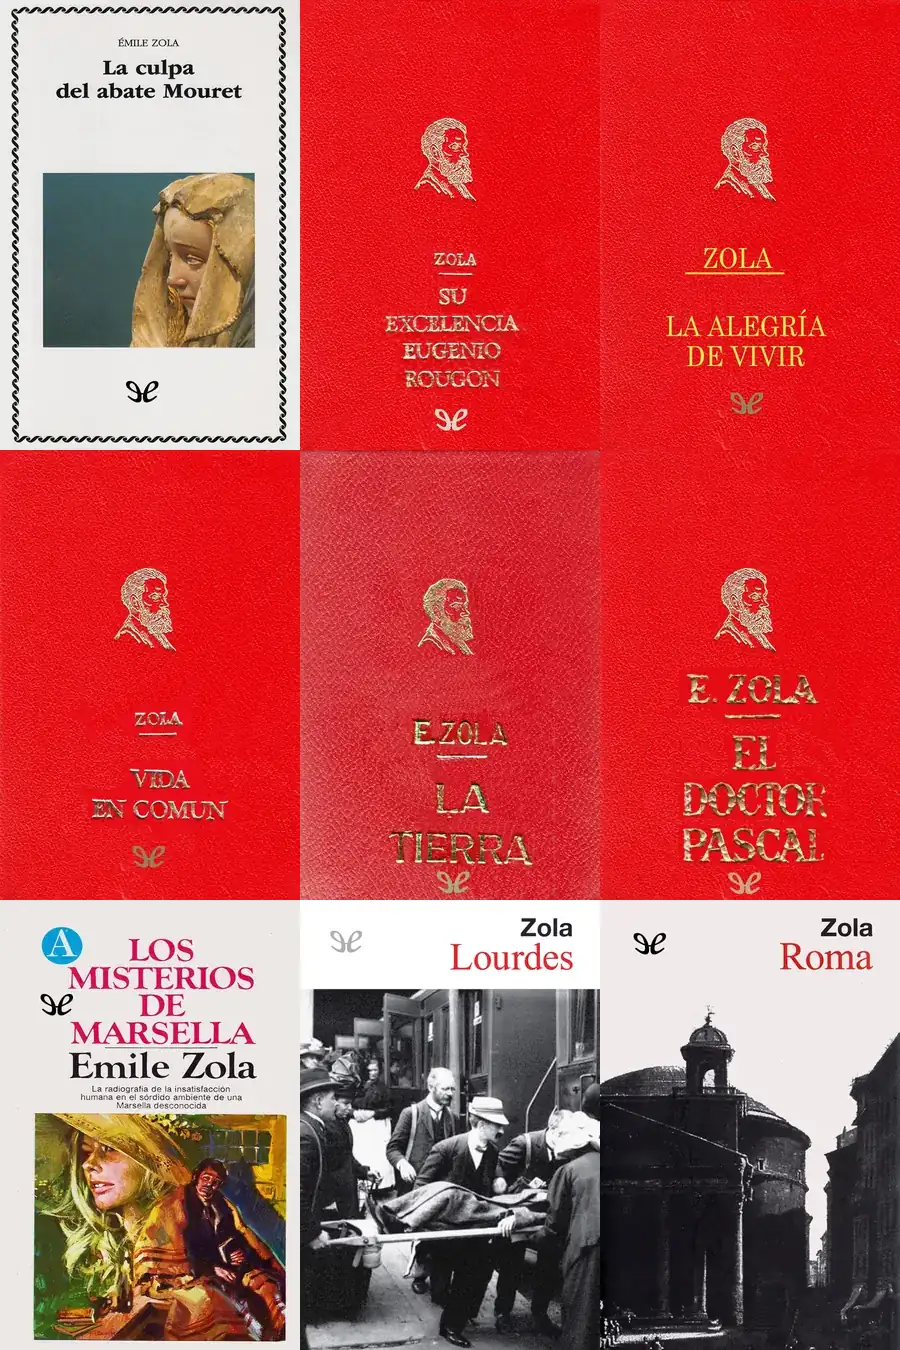 ÉMILE ZOLA
La culpa
del abate Mouret
ZOLA
SU
EXCELENCIA
EUGENIO
ROUGON
ZOLA
LA ALEGRÍA
DE VIVIR
ZOLA
VIDA
EN COMUN
E. ZOLA
LA
TIERRA
E. ZOLA
EL
DOCTOR
PASCAL
A
LOS
MISTERIOS
DE
MARSELLA
Emile Zola
La radiografia de la insatisfacción
humana en el sórdido ambiente de una
Marsella desconocida
Zola
Lourdes
Zola
Roma